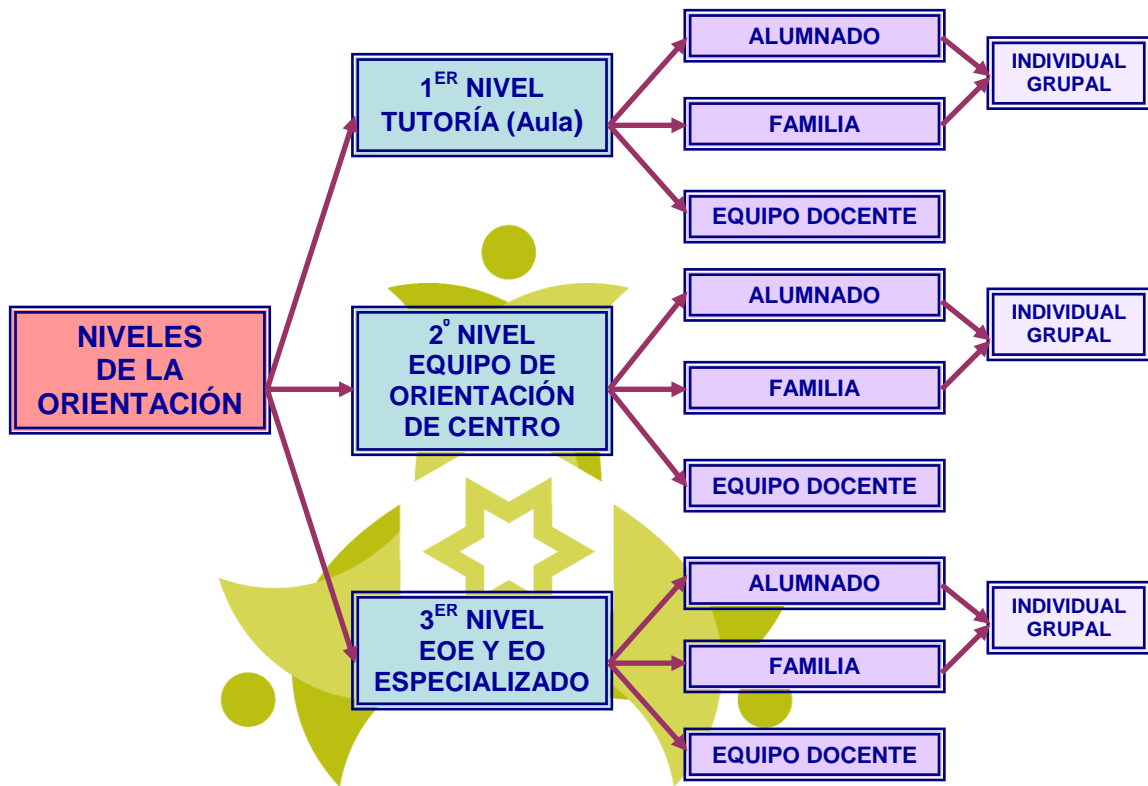 NIVELES
DE LA
ORIENTACIÓN
1ER NIVEL
TUTORÍA (Aula)
ALUMNADO
FAMILIA
EQUIPO DOCENTE
INDIVIDUAL
GRUPAL
2º NIVEL
EQUIPO DE
ORIENTACIÓN
DE CENTRO
ALUMNADO
FAMILIA
EQUIPO DOCENTE
INDIVIDUAL
GRUPAL
3ER NIVEL
EOE Y EO
ESPECIALIZADO
ALUMNADO
FAMILIA
EQUIPO DOCENTE
INDIVIDUAL
GRUPAL